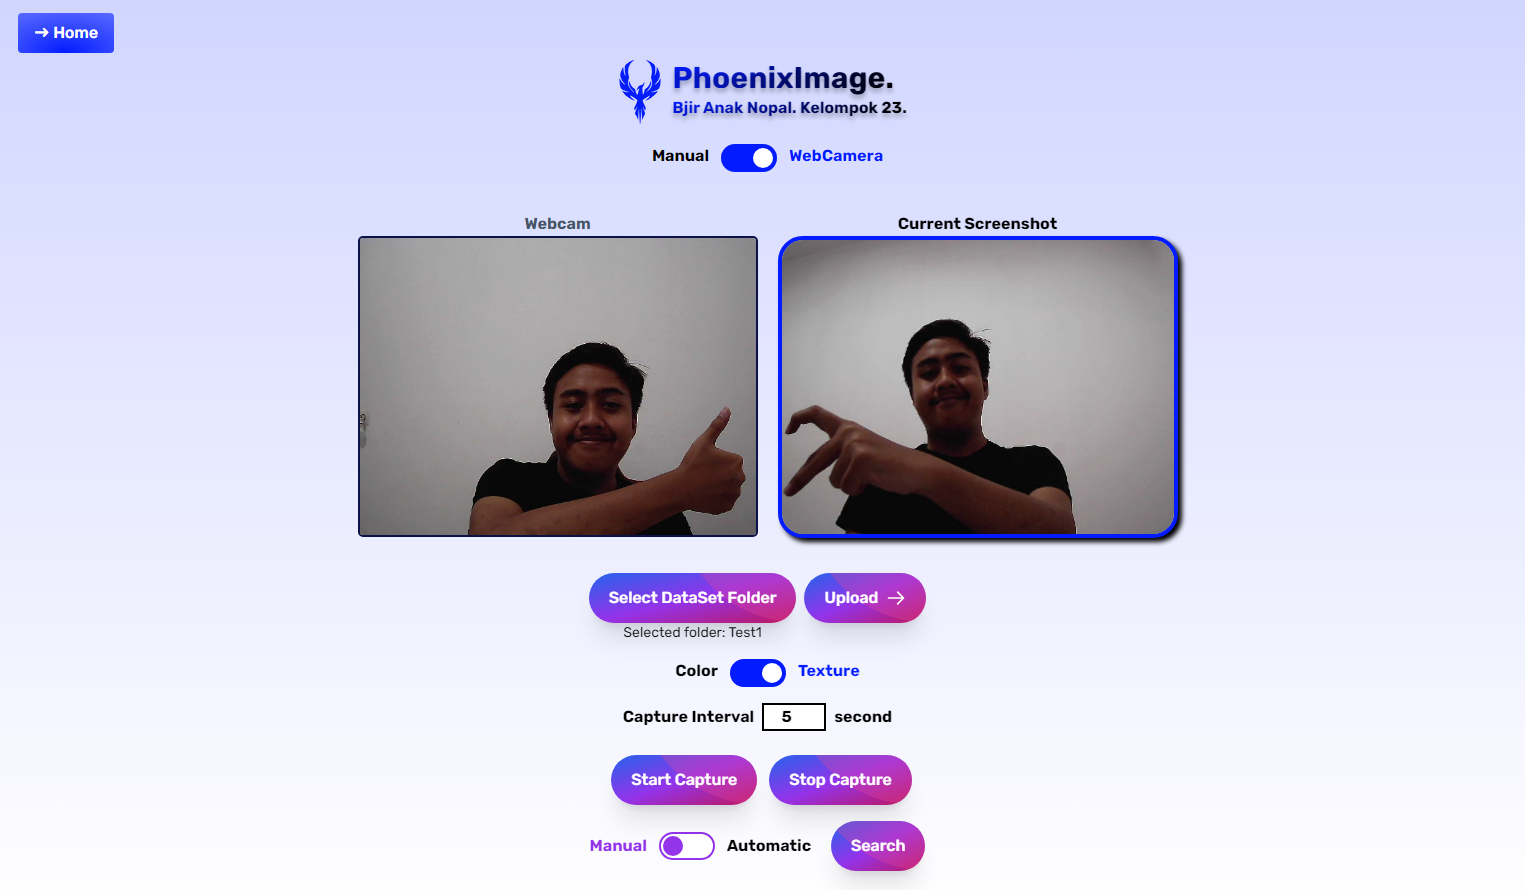 → Home
PhoenixImage.
Bjir Anak Nopal. Kelompok 23.
Manual WebCamera
Webcam Current Screenshot
Select DataSet Folder Upload →
Selected folder: Test1
Color Texture
Capture Interval 5 second
Start Capture Stop Capture
Manual Automatic Search